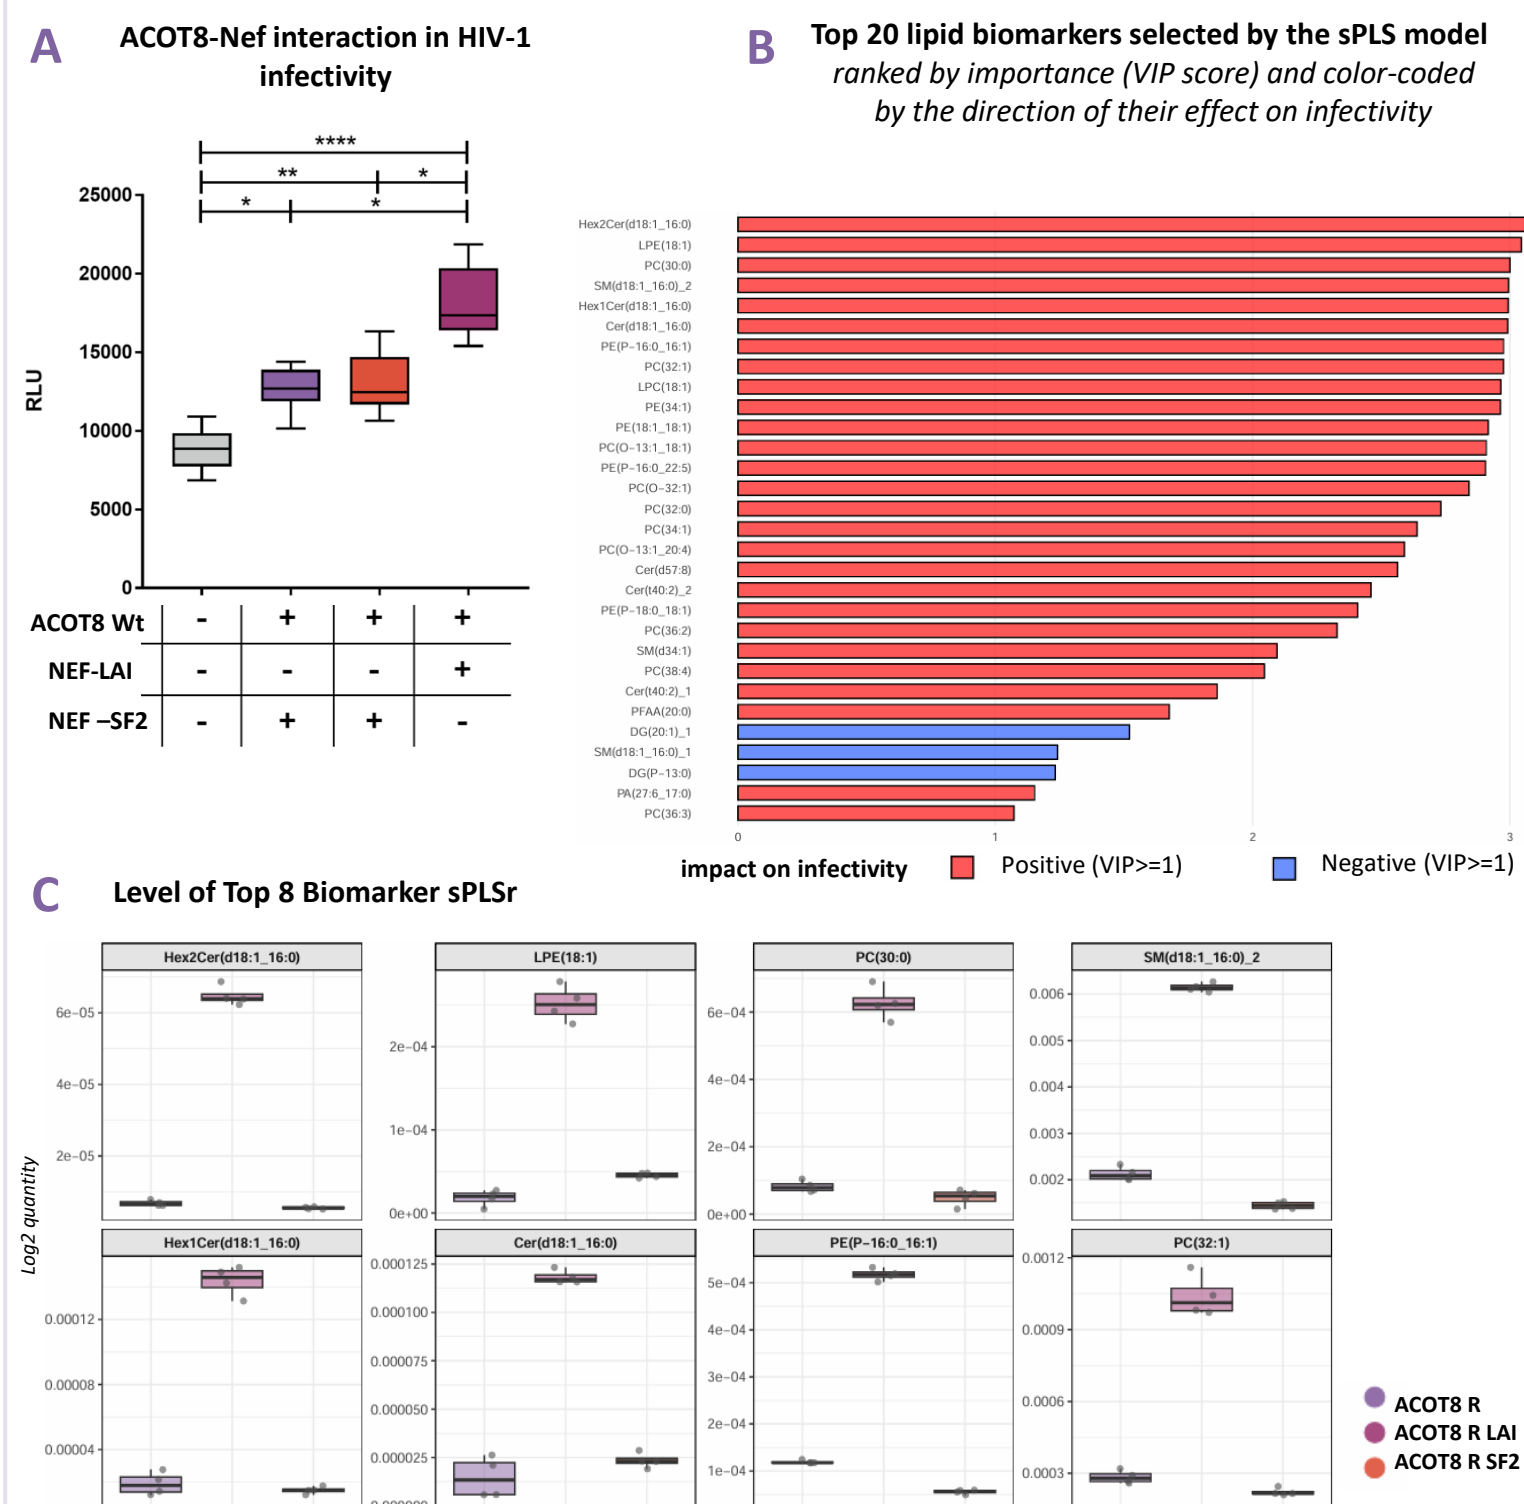 A
ACOT8-Nef interaction in HIV-1
infectivity
****
**
*
*
*
25000
20000
15000
10000
5000
0
RLU
ACOT8 Wt - + + +
NEF-LAI - - - +
NEF –SF2 - + + -
B
Top 20 lipid biomarkers selected by the sPLS model
ranked by importance (VIP score) and color-coded
by the direction of their effect on infectivity
Hex2Cer(d18:1_16:0)
LPE(18:1)
PC(30:0)
SM(d18:1_16:0)_2
Hex1Cer(d18:1_16:0)
Cer(d18:1_16:0)
PE(P−16:0_16:1)
PC(32:1)
LPC(18:1)
PE(34:1)
PE(18:1_18:1)
PC(O−13:1_18:1)
PE(P−16:0_22:5)
PC(O−32:1)
PC(32:0)
PC(34:1)
PC(O−13:1_20:4)
Cer(d57:8)
Cer(t40:2)_2
PE(P−18:0_18:1)
PC(36:2)
SM(d34:1)
PC(38:4)
Cer(t40:2)_1
PFAA(20:0)
DG(20:1)_1
SM(d18:1_16:0)_1
DG(P−13:0)
PA(27:6_17:0)
PC(36:3)
0 1 2 3
impact on infectivity Positive (VIP>=1) Negative (VIP>=1)
C
Level of Top 8 Biomarker sPLSr
Log2 quantity
Hex2Cer(d18:1_16:0)
6e−05
4e−05
2e−05
LPE(18:1)
2e−04
1e−04
0e+00
PC(30:0)
6e−04
4e−04
2e−04
0e+00
SM(d18:1_16:0)_2
0.006
0.005
0.004
0.003
0.002
Hex1Cer(d18:1_16:0)
0.00012
0.00008
0.00004
Cer(d18:1_16:0)
0.000125
0.000100
0.000075
0.000050
0.000025
PE(P−16:0_16:1)
5e−04
4e−04
3e−04
2e−04
1e−04
PC(32:1)
0.0012
0.0009
0.0006
0.0003
ACOT8 R
ACOT8 R LAI
ACOT8 R SF2